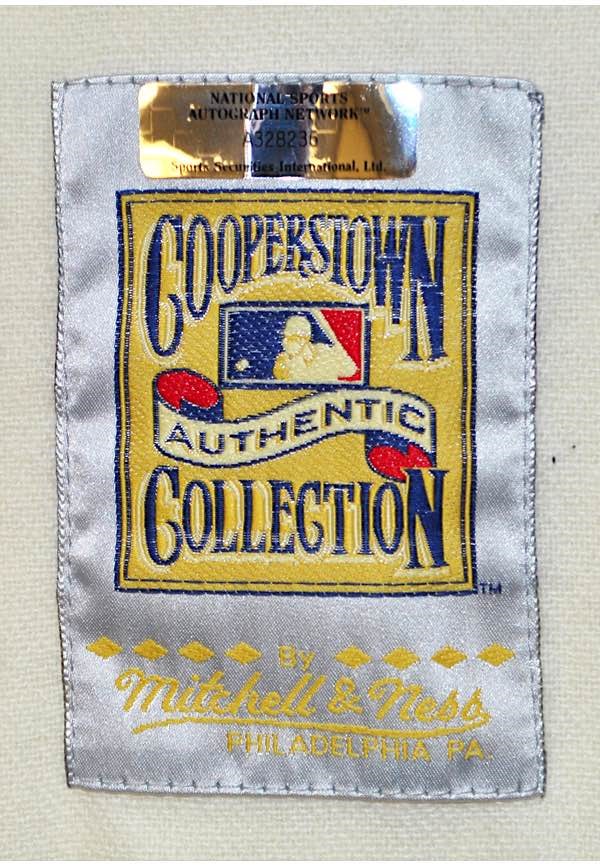 NATIONAL SPORTS
AUTOGRAPH NETWORK™
A328236
Sports Securities International, Ltd.
COOPERSTOWN
AUTHENTIC
COLLECTION
TM
By
Mitchell & Ness
PHILADELPHIA PA.